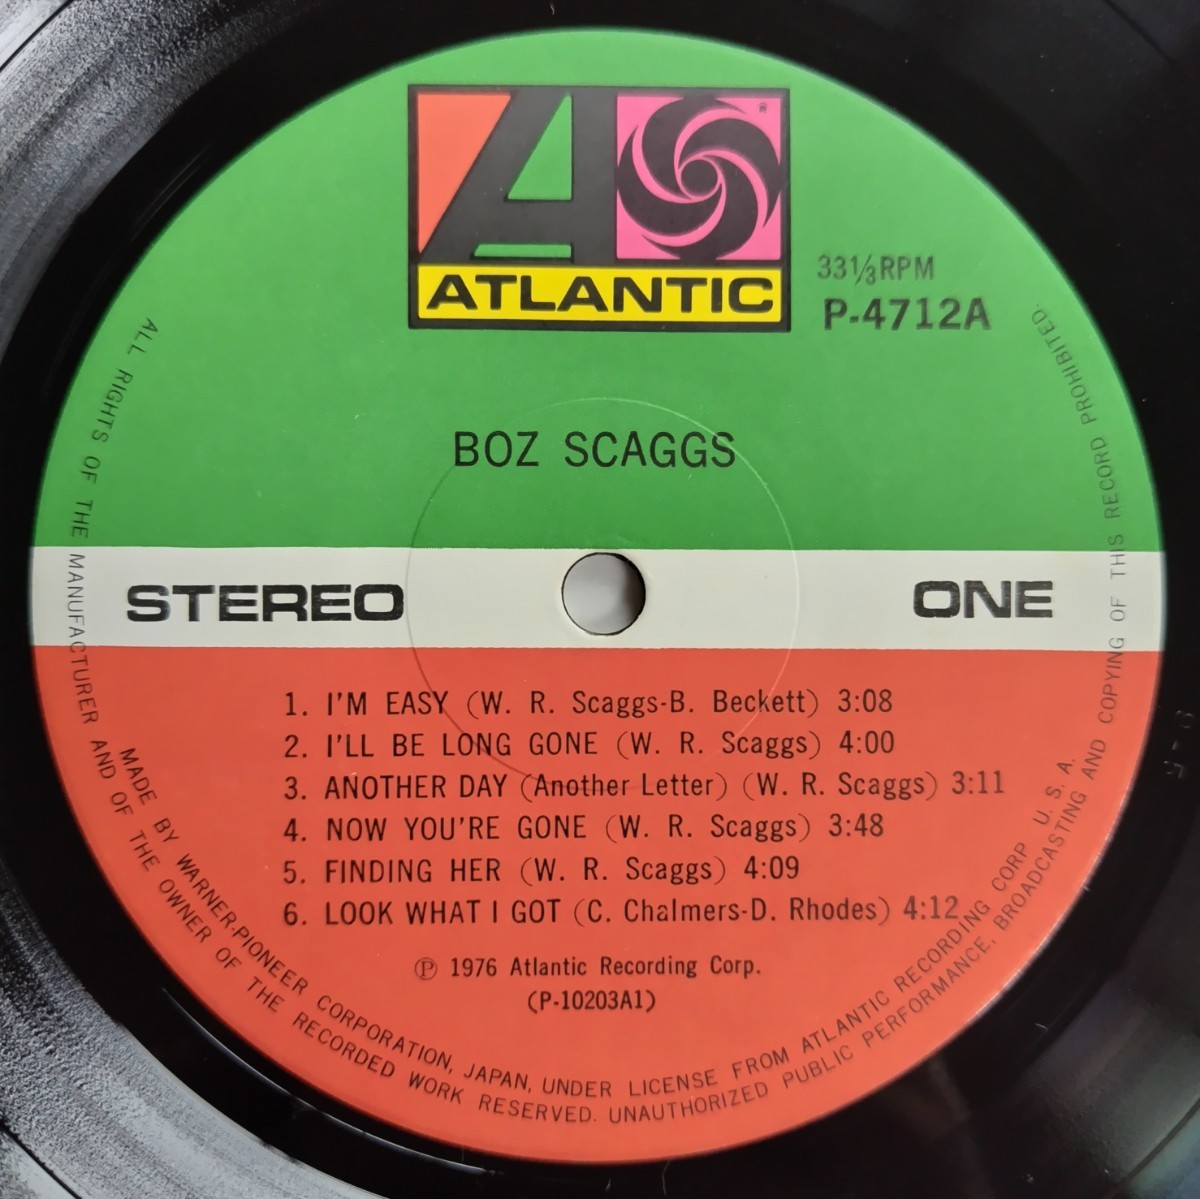 A
®
ATLANTIC
33⅓RPM
P-4712A
BOZ SCAGGS
STEREO
ONE
1. I'M EASY (W. R. Scaggs-B. Beckett) 3:08
2. I'LL BE LONG GONE (W. R. Scaggs) 4:00
3. ANOTHER DAY (Another Letter) (W. R. Scaggs) 3:11
4. NOW YOU'RE GONE (W. R. Scaggs) 3:48
5. FINDING HER (W. R. Scaggs) 4:09
6. LOOK WHAT I GOT (C. Chalmers-D. Rhodes) 4:12
Ⓟ 1976 Atlantic Recording Corp.
(P-10203A1)
MADE BY WARNER-PIONEER CORPORATION, JAPAN, UNDER LICENSE FROM ATLANTIC RECORDING CORP U. S. A.
ALL RIGHTS OF THE MANUFACTURER AND OF THE OWNER OF THE RECORDED WORK RESERVED. UNAUTHORIZED PUBLIC PERFORMANCE, BROADCASTING AND COPYING OF THIS RECORD PROHIBITED.